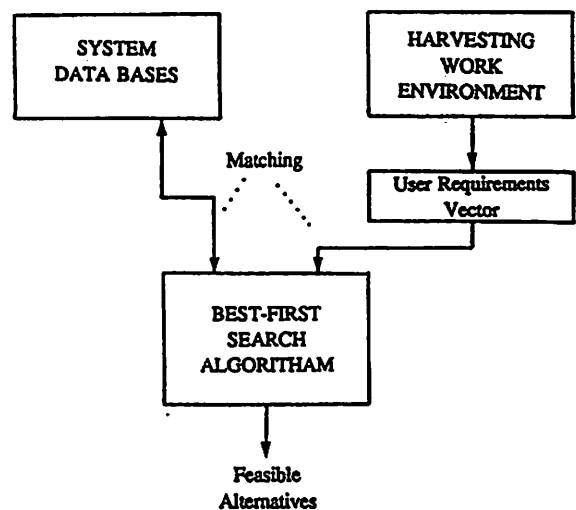 SYSTEM
DATA BASES
HARVESTING
WORK
ENVIRONMENT
Matching
User Requirements
Vector
BEST-FIRST
SEARCH
ALGORITHAM
Feasible
Alternatives